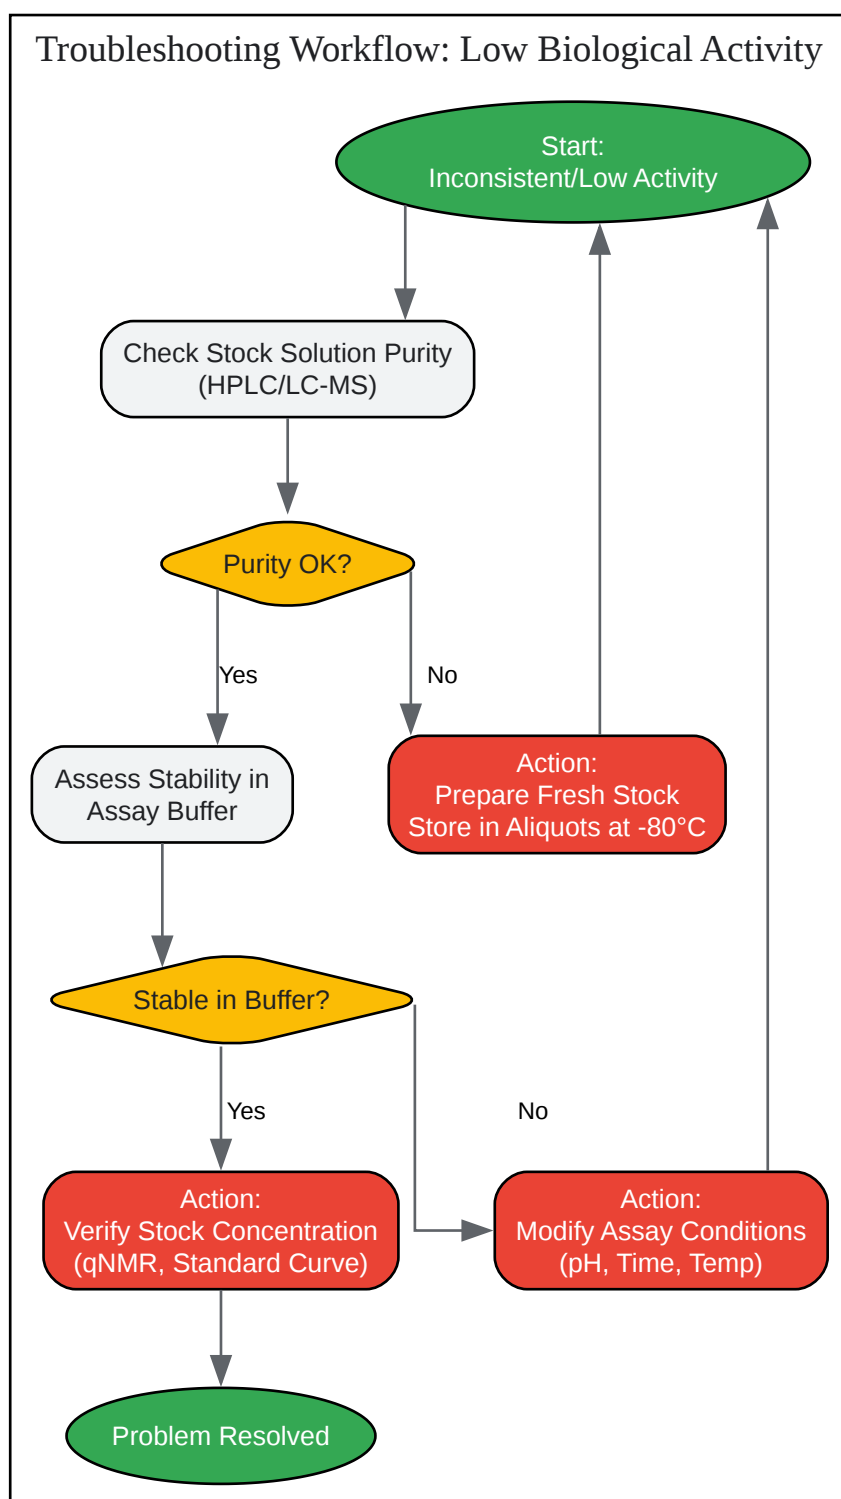 Troubleshooting Workflow: Low Biological Activity
Start:
Inconsistent/Low Activity
Check Stock Solution Purity
(HPLC/LC-MS)
Purity OK?
Yes
No
Assess Stability in
Assay Buffer
Action:
Prepare Fresh Stock
Store in Aliquots at -80°C
Stable in Buffer?
Yes
No
Action:
Verify Stock Concentration
(qNMR, Standard Curve)
Action:
Modify Assay Conditions
(pH, Time, Temp)
Problem Resolved